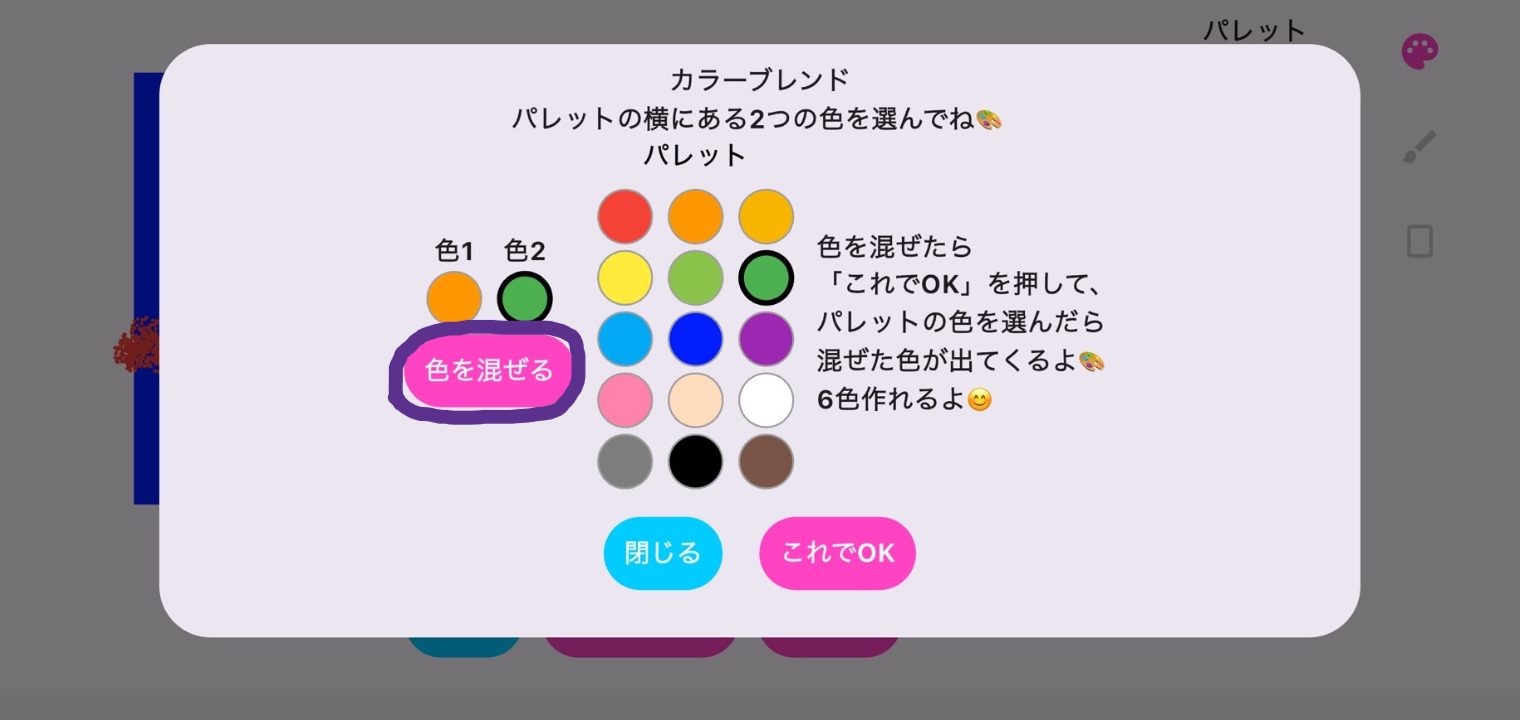 パレット
カラーブレンド
パレットの横にある2つの色を選んでね🎨
パレット
色1 色2
色を混ぜる
色を混ぜたら
「これでOK」を押して、
パレットの色を選んだら
混ぜた色が出てくるよ🎨
6色作れるよ😊
閉じる
これでOK